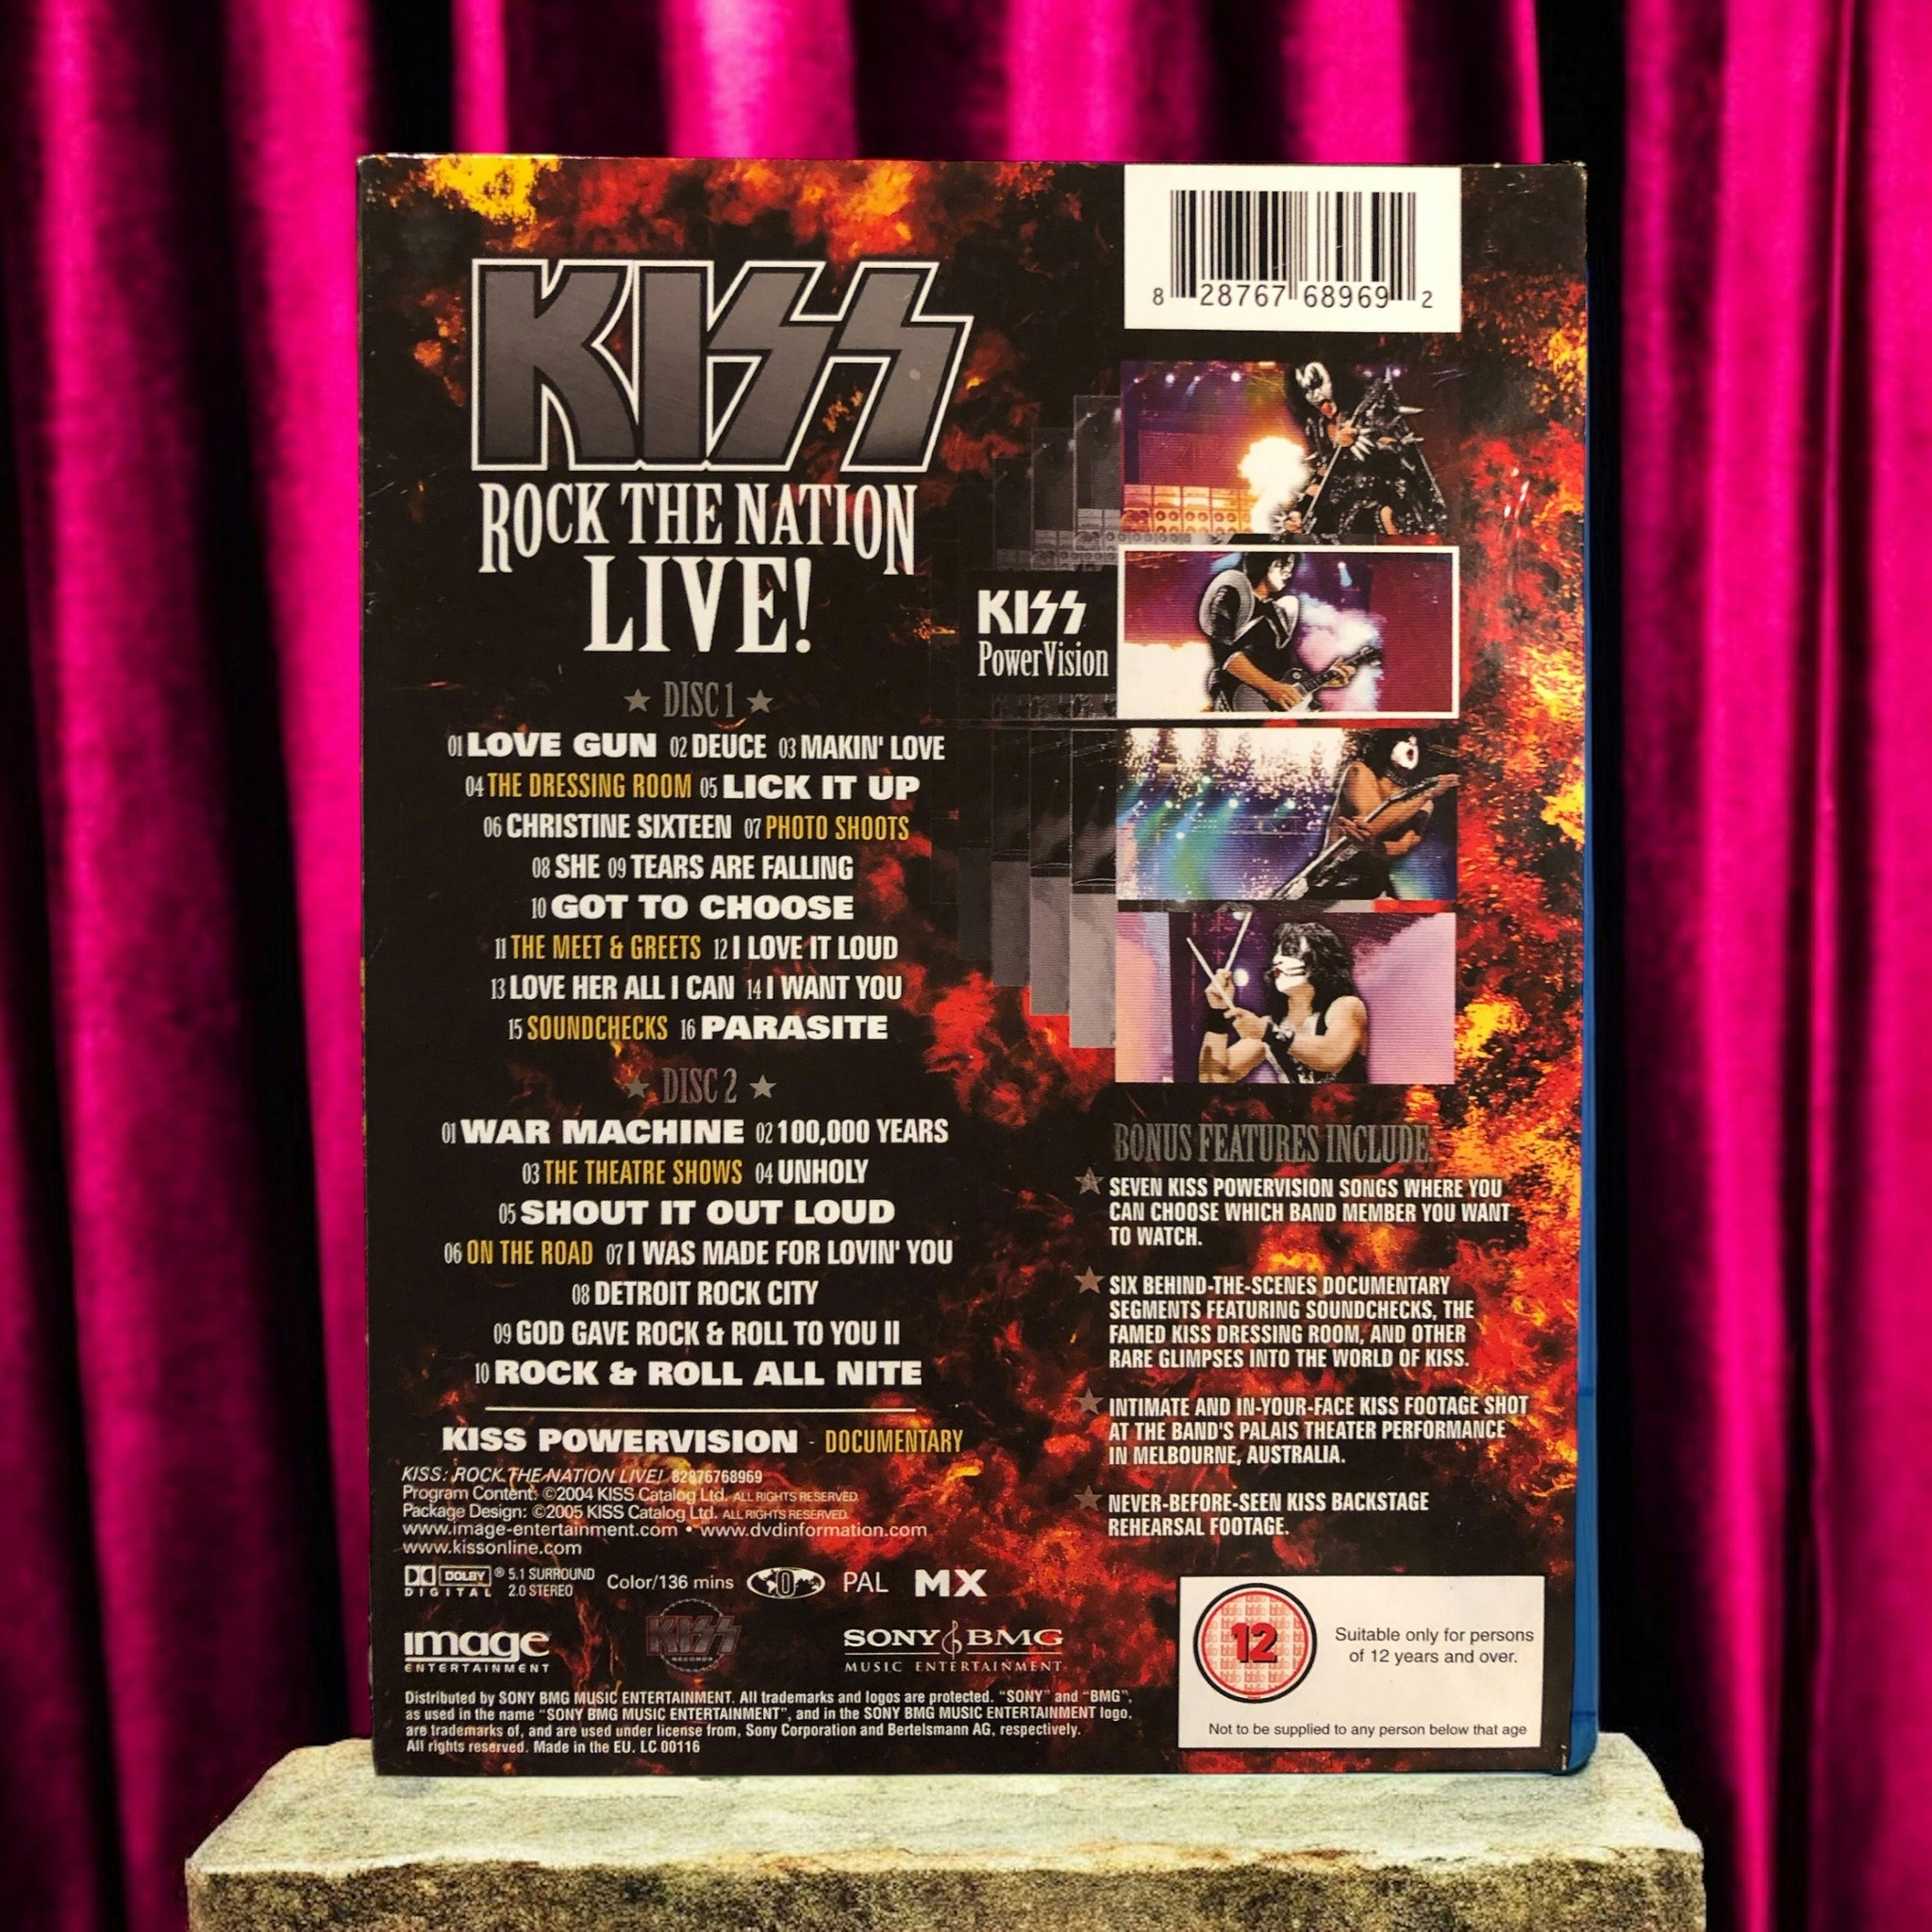 8 28767 68969 2
KISS
ROCK THE NATION
LIVE!
KISS
PowerVision
★ DISC 1 ★
01 LOVE GUN 02 DEUCE 03 MAKIN' LOVE
04 THE DRESSING ROOM 05 LICK IT UP
06 CHRISTINE SIXTEEN 07 PHOTO SHOOTS
08 SHE 09 TEARS ARE FALLING
10 GOT TO CHOOSE
11 THE MEET & GREETS 12 I LOVE IT LOUD
13 LOVE HER ALL I CAN 14 I WANT YOU
15 SOUNDCHECKS 16 PARASITE
★ DISC 2 ★
01 WAR MACHINE 02 100,000 YEARS
03 THE THEATRE SHOWS 04 UNHOLY
05 SHOUT IT OUT LOUD
06 ON THE ROAD 07 I WAS MADE FOR LOVIN' YOU
08 DETROIT ROCK CITY
09 GOD GAVE ROCK & ROLL TO YOU II
10 ROCK & ROLL ALL NITE
KISS POWERVISION - DOCUMENTARY
BONUS FEATURES INCLUDE:
★ SEVEN KISS POWERVISION SONGS WHERE YOU
CAN CHOOSE WHICH BAND MEMBER YOU WANT
TO WATCH.
★ SIX BEHIND-THE-SCENES DOCUMENTARY
SEGMENTS FEATURING SOUNDCHECKS, THE
FAMED KISS DRESSING ROOM, AND OTHER
RARE GLIMPSES INTO THE WORLD OF KISS.
★ INTIMATE AND IN-YOUR-FACE KISS FOOTAGE SHOT
AT THE BAND'S PALAIS THEATER PERFORMANCE
IN MELBOURNE, AUSTRALIA.
★ NEVER-BEFORE-SEEN KISS BACKSTAGE
REHEARSAL FOOTAGE.
KISS: ROCK THE NATION LIVE! 82876768969
Program Content: ©2004 KISS Catalog Ltd. ALL RIGHTS RESERVED.
Package Design: ©2005 KISS Catalog Ltd. ALL RIGHTS RESERVED.
www.image-entertainment.com • www.dvdinformation.com
www.kissonline.com
DOLBY DIGITAL ® 5.1 SURROUND
2.0 STEREO
Color/136 mins 0 PAL MX
image
ENTERTAINMENT
KISS
RECORDS
SONY BMG
MUSIC ENTERTAINMENT
Distributed by SONY BMG MUSIC ENTERTAINMENT. All trademarks and logos are protected. "SONY" and "BMG",
as used in the name "SONY BMG MUSIC ENTERTAINMENT", and in the SONY BMG MUSIC ENTERTAINMENT logo,
are trademarks of, and are used under license from, Sony Corporation and Bertelsmann AG, respectively.
All rights reserved. Made in the EU. LC 00116
12
Suitable only for persons
of 12 years and over.
Not to be supplied to any person below that age